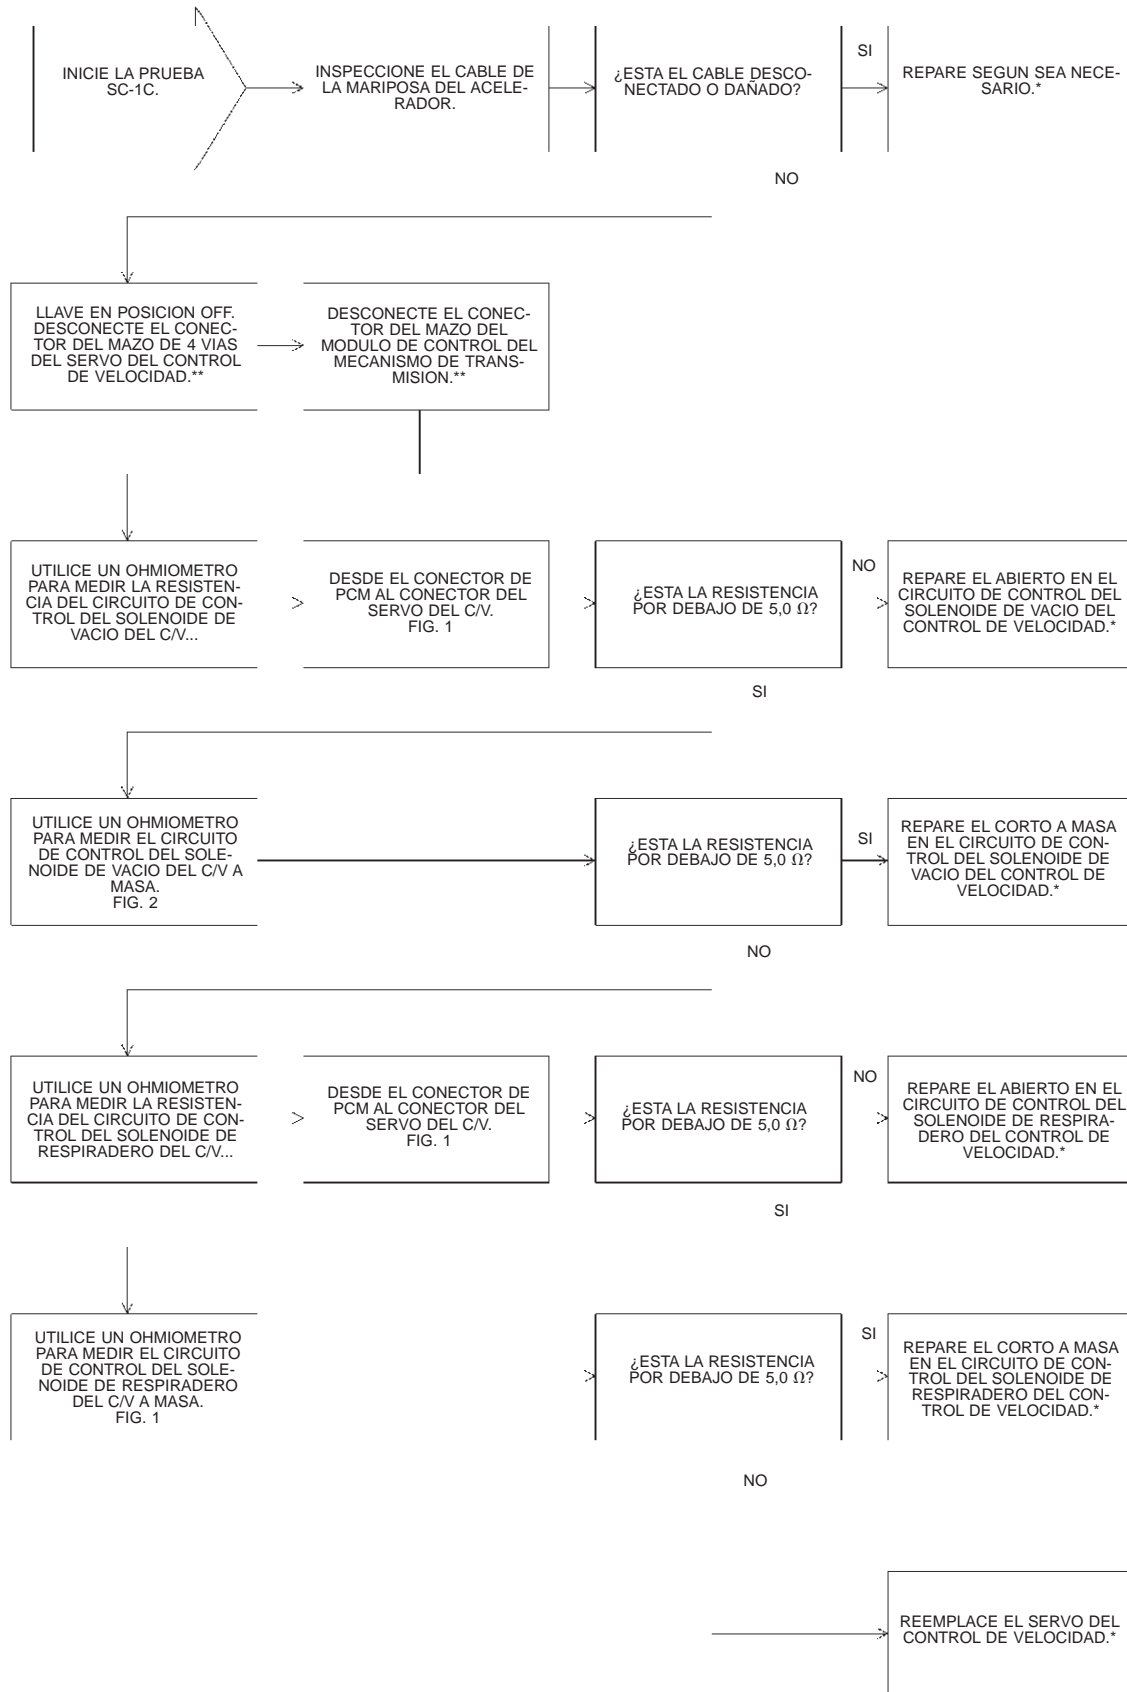 INICIE LA PRUEBA
SC-1C.
INSPECCIONE EL CABLE DE
LA MARIPOSA DEL ACELE-
RADOR.
¿ESTA EL CABLE DESCO-
NECTADO O DAÑADO?
SI
REPARE SEGUN SEA NECE-
SARIO.*
NO
LLAVE EN POSICION OFF.
DESCONECTE EL CONEC-
TOR DEL MAZO DE 4 VIAS
DEL SERVO DEL CONTROL
DE VELOCIDAD.**
DESCONECTE EL CONEC-
TOR DEL MAZO DEL
MODULO DE CONTROL DEL
MECANISMO DE TRANS-
MISION.**
UTILICE UN OHMIOMETRO
PARA MEDIR LA RESISTEN-
CIA DEL CIRCUITO DE CON-
TROL DEL SOLENOIDE DE
VACIO DEL C/V...
DESDE EL CONECTOR DE
PCM AL CONECTOR DEL
SERVO DEL C/V.
FIG. 1
¿ESTA LA RESISTENCIA
POR DEBAJO DE 5,0 Ω?
NO
REPARE EL ABIERTO EN EL
CIRCUITO DE CONTROL DEL
SOLENOIDE DE VACIO DEL
CONTROL DE VELOCIDAD.*
SI
UTILICE UN OHMIOMETRO
PARA MEDIR EL CIRCUITO
DE CONTROL DEL SOLE-
NOIDE DE VACIO DEL C/V A
MASA.
FIG. 2
¿ESTA LA RESISTENCIA
POR DEBAJO DE 5,0 Ω?
SI
REPARE EL CORTO A MASA
EN EL CIRCUITO DE CON-
TROL DEL SOLENOIDE DE
VACIO DEL CONTROL DE
VELOCIDAD.*
NO
UTILICE UN OHMIOMETRO
PARA MEDIR LA RESISTEN-
CIA DEL CIRCUITO DE CON-
TROL DEL SOLENOIDE DE
RESPIRADERO DEL C/V...
DESDE EL CONECTOR DE
PCM AL CONECTOR DEL
SERVO DEL C/V.
FIG. 1
¿ESTA LA RESISTENCIA
POR DEBAJO DE 5,0 Ω?
NO
REPARE EL ABIERTO EN EL
CIRCUITO DE CONTROL DEL
SOLENOIDE DE RESPIRA-
DERO DEL CONTROL DE
VELOCIDAD.*
SI
UTILICE UN OHMIOMETRO
PARA MEDIR EL CIRCUITO
DE CONTROL DEL SOLE-
NOIDE DE RESPIRADERO
DEL C/V A MASA.
FIG. 1
¿ESTA LA RESISTENCIA
POR DEBAJO DE 5,0 Ω?
SI
REPARE EL CORTO A MASA
EN EL CIRCUITO DE CON-
TROL DEL SOLENOIDE DE
RESPIRADERO DEL CON-
TROL DE VELOCIDAD.*
NO
REEMPLACE EL SERVO DEL
CONTROL DE VELOCIDAD.*